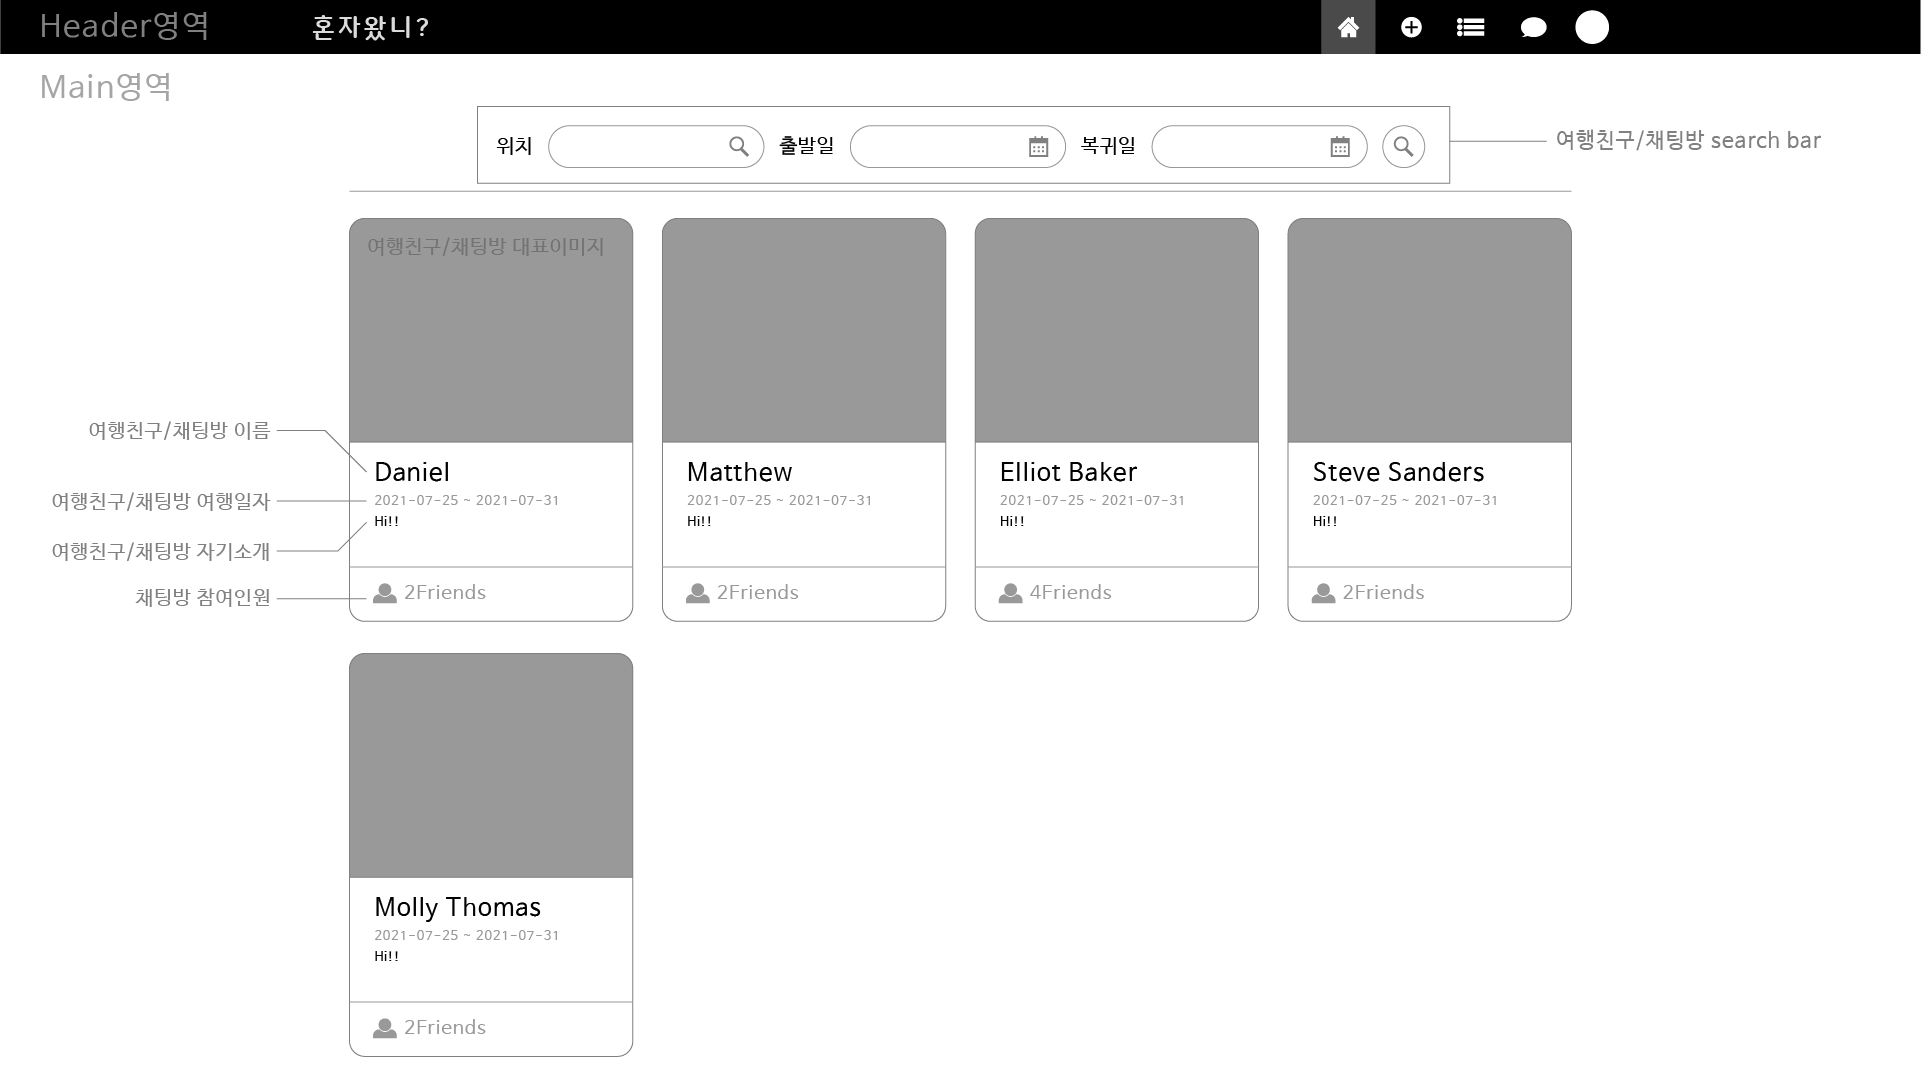 Header영역
혼자왔니?
Main영역
위치
출발일
복귀일
여행친구/채팅방 search bar
여행친구/채팅방 대표이미지
여행친구/채팅방 이름
여행친구/채팅방 여행일자
여행친구/채팅방 자기소개
채팅방 참여인원
Daniel
2021-07-25 ~ 2021-07-31
Hi!!
2Friends
Matthew
2021-07-25 ~ 2021-07-31
Hi!!
2Friends
Elliot Baker
2021-07-25 ~ 2021-07-31
Hi!!
4Friends
Steve Sanders
2021-07-25 ~ 2021-07-31
Hi!!
2Friends
Molly Thomas
2021-07-25 ~ 2021-07-31
Hi!!
2Friends